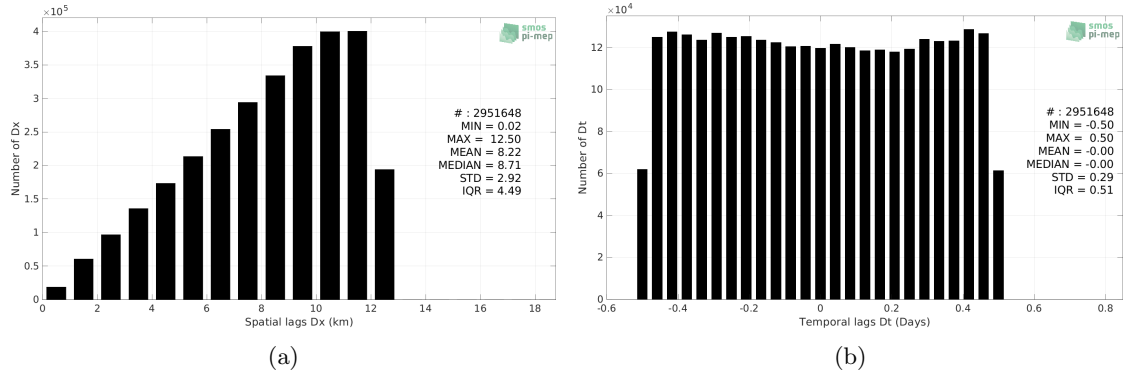 ×10⁵
4
3.5
3
2.5
2
1.5
1
0.5
0
Number of Dx
0 2 4 6 8 10 12 14 16 18
Spatial lags Dx (km)
smos
pi-mep
# : 2951648
MIN = 0.02
MAX = 12.50
MEAN = 8.22
MEDIAN = 8.71
STD = 2.92
IQR = 4.49
(a)
×10⁴
12
10
8
6
4
2
0
Number of Dt
-0.6 -0.4 -0.2 0 0.2 0.4 0.6 0.8
Temporal lags Dt (Days)
smos
pi-mep
# : 2951648
MIN = -0.50
MAX = 0.50
MEAN = -0.00
MEDIAN = -0.00
STD = 0.29
IQR = 0.51
(b)